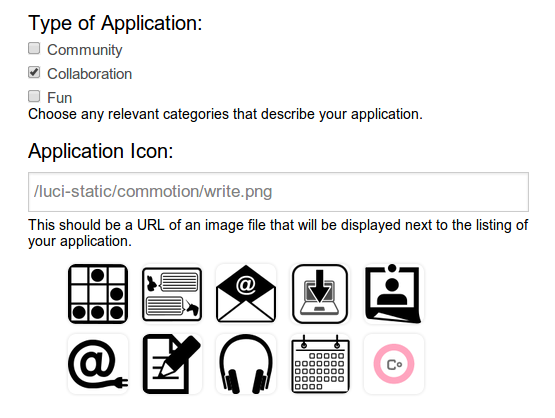 Type of Application:
Community
Collaboration
Fun
Choose any relevant categories that describe your application.
Application Icon:
/luci-static/commotion/write.png
This should be a URL of an image file that will be displayed next to the listing of
your application.
@
@
Co